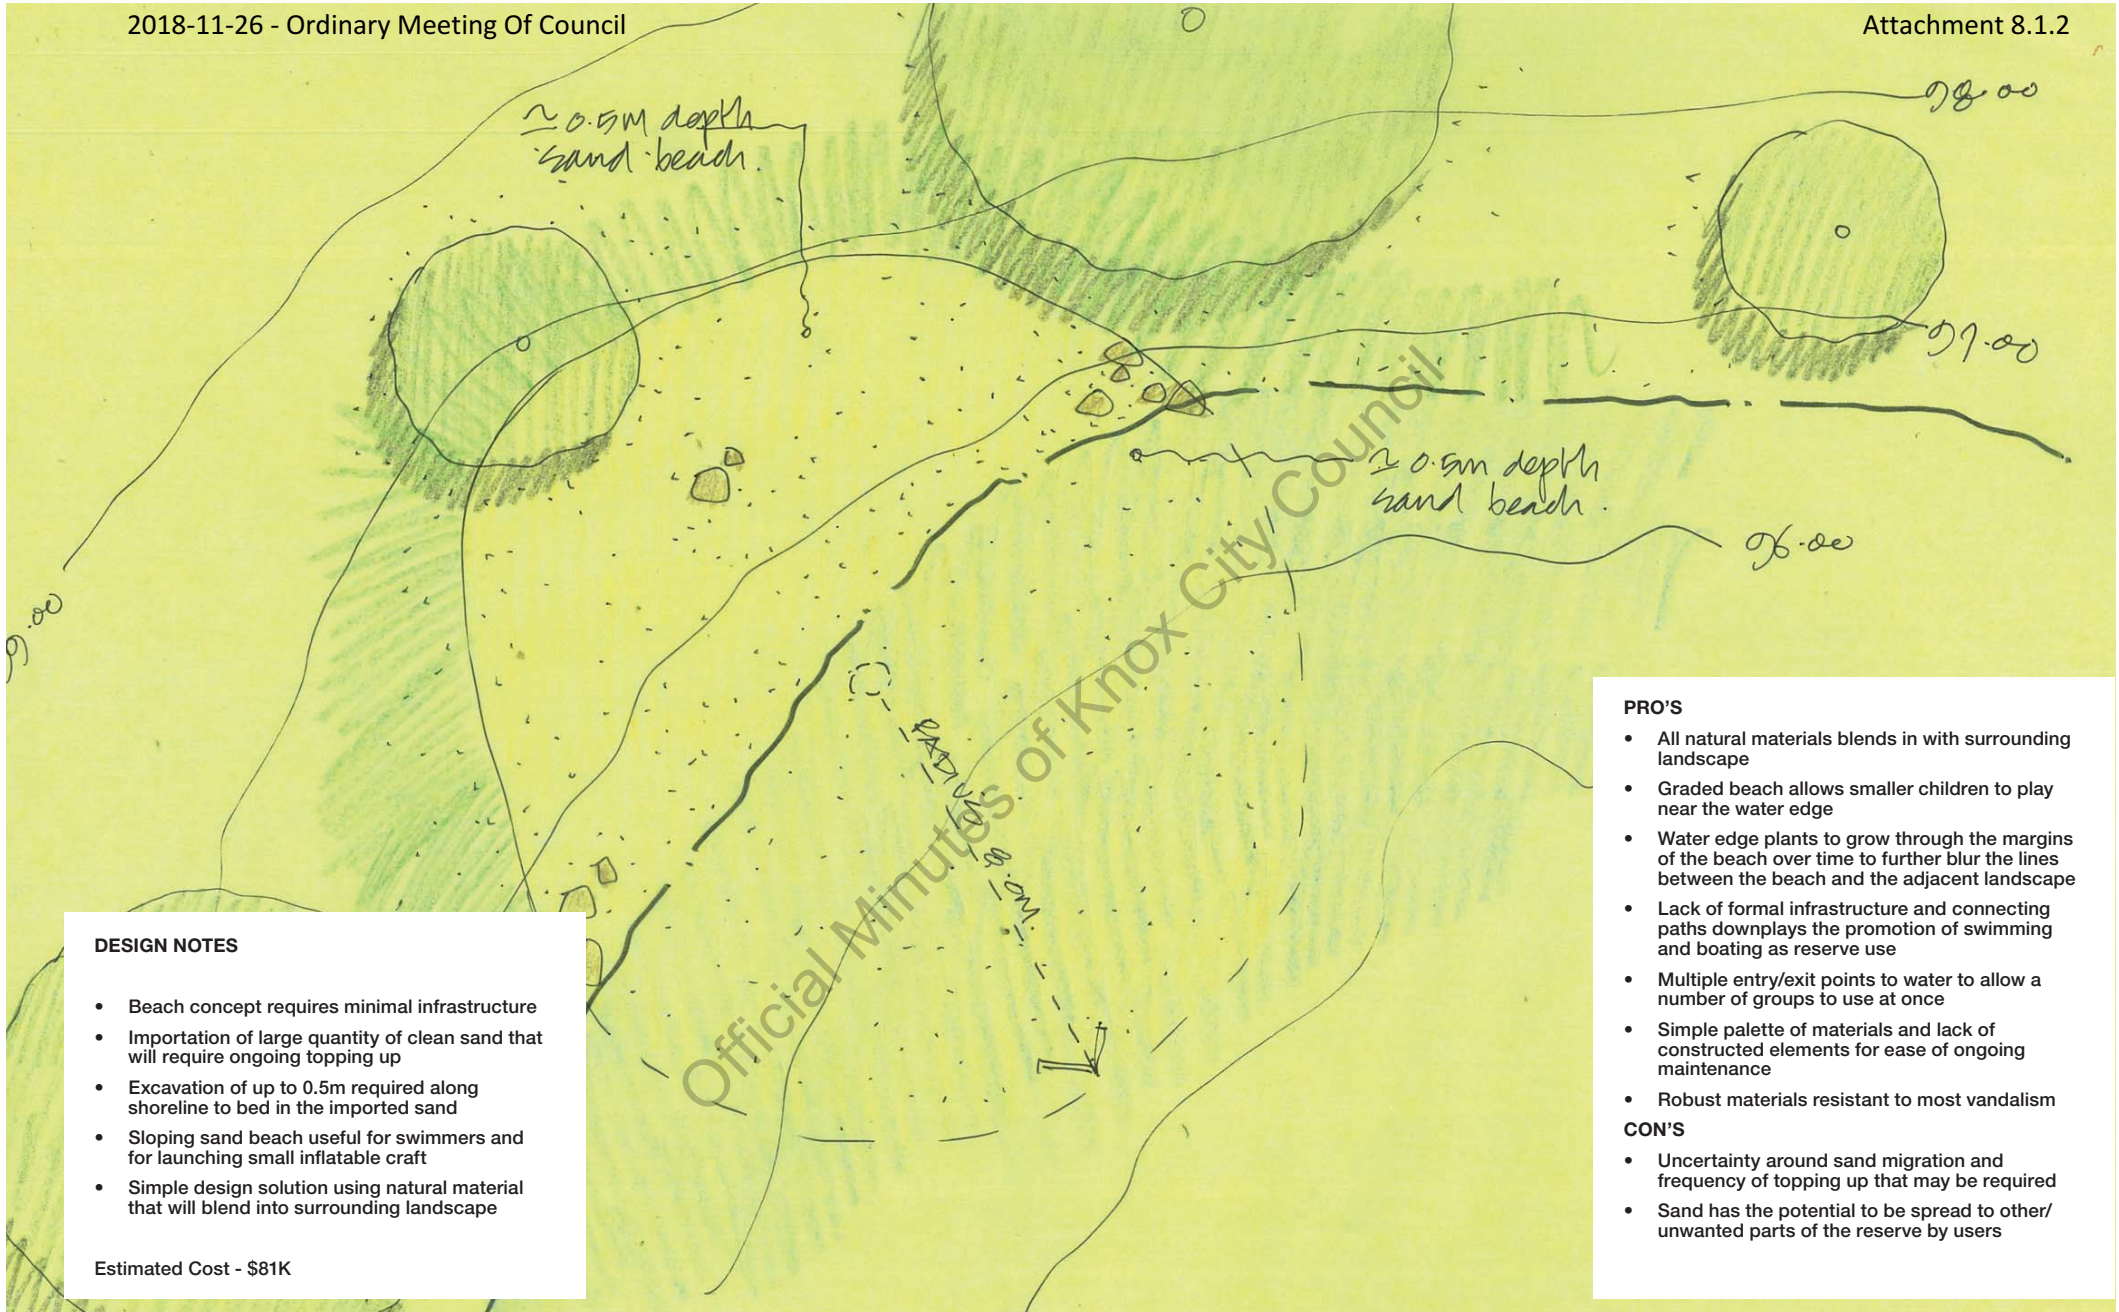 2018-11-26 - Ordinary Meeting Of Council
Attachment 8.1.2
98.00
≃ 0.5M depth
sand beach.
97.00
≃ 0.5m depth
sand beach.
96.00
99.00
RADIUS 8.0M.
Official Minutes of Knox City Council
DESIGN NOTES
• Beach concept requires minimal infrastructure
• Importation of large quantity of clean sand that
will require ongoing topping up
• Excavation of up to 0.5m required along
shoreline to bed in the imported sand
• Sloping sand beach useful for swimmers and
for launching small inflatable craft
• Simple design solution using natural material
that will blend into surrounding landscape
Estimated Cost - $81K
PRO'S
• All natural materials blends in with surrounding
landscape
• Graded beach allows smaller children to play
near the water edge
• Water edge plants to grow through the margins
of the beach over time to further blur the lines
between the beach and the adjacent landscape
• Lack of formal infrastructure and connecting
paths downplays the promotion of swimming
and boating as reserve use
• Multiple entry/exit points to water to allow a
number of groups to use at once
• Simple palette of materials and lack of
constructed elements for ease of ongoing
maintenance
• Robust materials resistant to most vandalism
CON'S
• Uncertainty around sand migration and
frequency of topping up that may be required
• Sand has the potential to be spread to other/
unwanted parts of the reserve by users